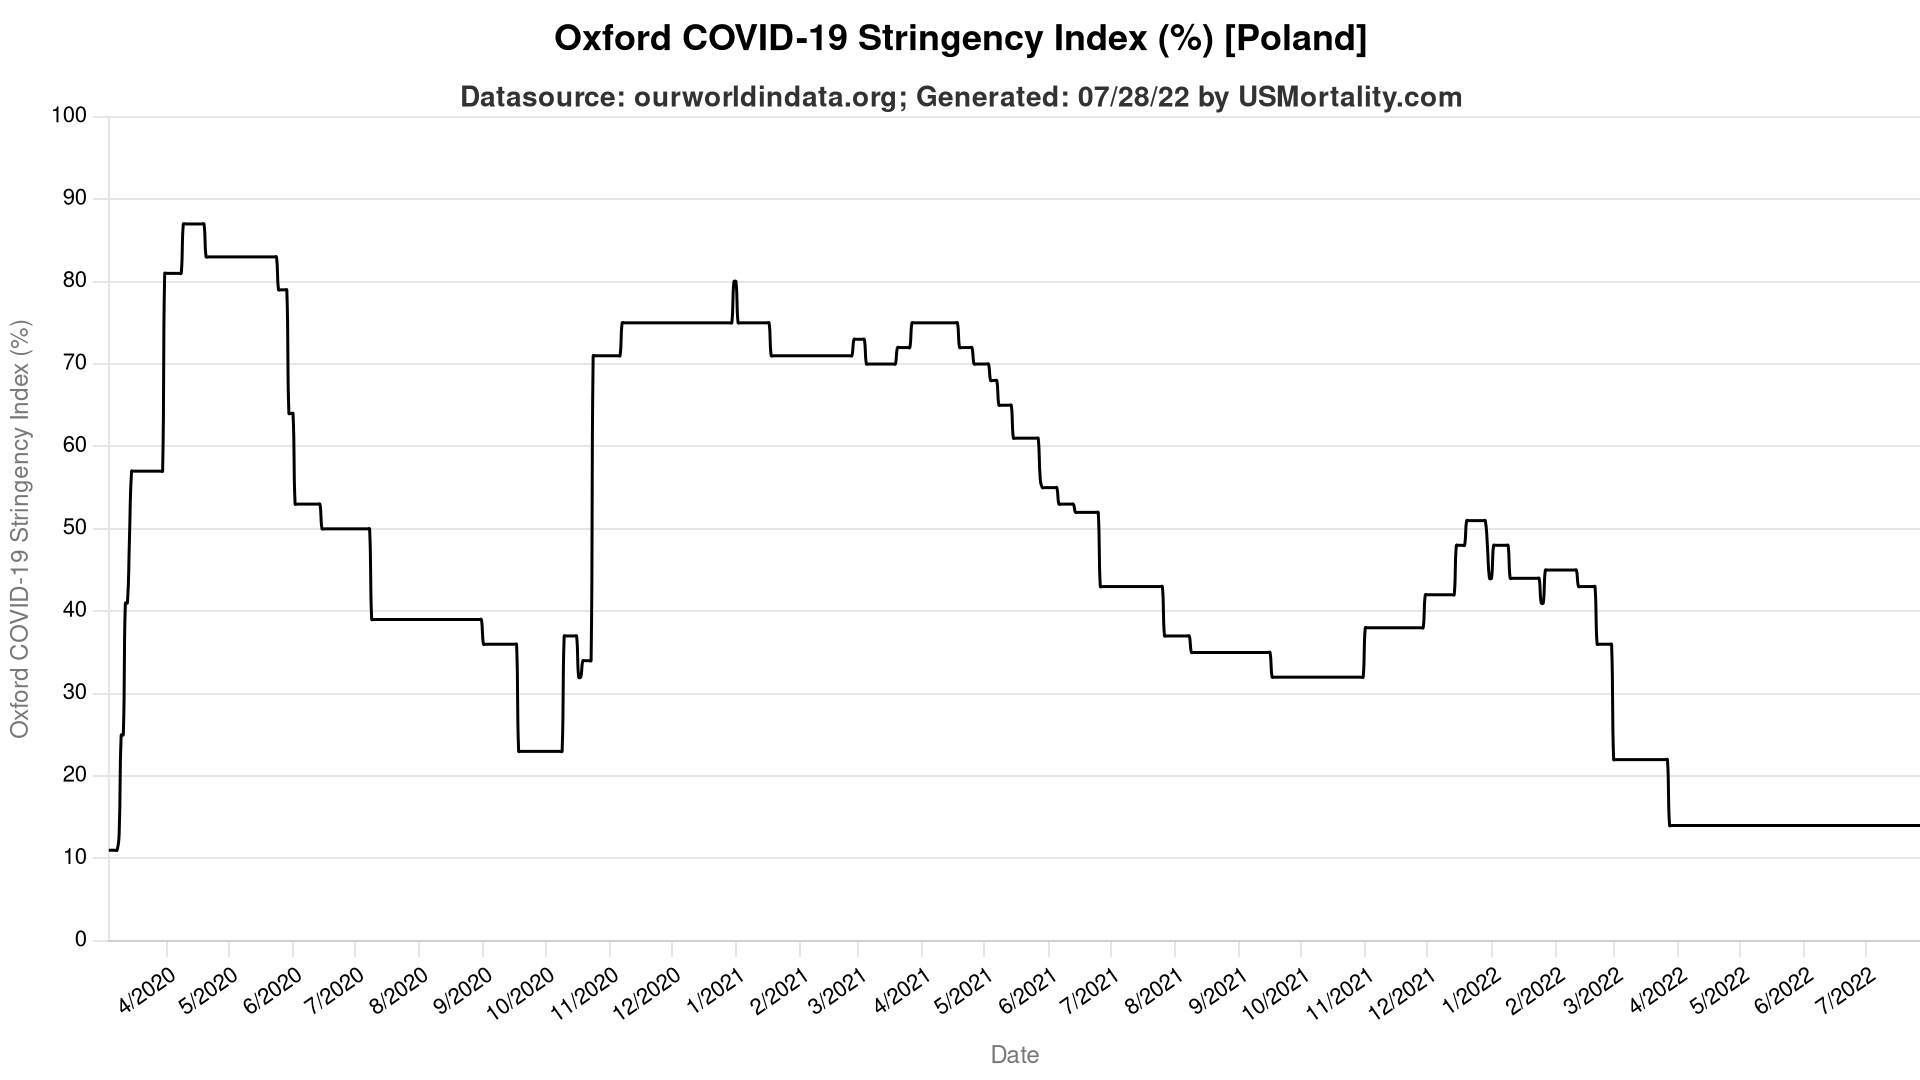 Oxford COVID-19 Stringency Index (%) [Poland]
Datasource: ourworldindata.org; Generated: 07/28/22 by USMortality.com
Oxford COVID-19 Stringency Index (%)
100
90
80
70
60
50
40
30
20
10
0
4/2020 5/2020 6/2020 7/2020 8/2020 9/2020 10/2020 11/2020 12/2020 1/2021 2/2021 3/2021 4/2021 5/2021 6/2021 7/2021 8/2021 9/2021 10/2021 11/2021 12/2021 1/2022 2/2022 3/2022 4/2022 5/2022 6/2022 7/2022
Date